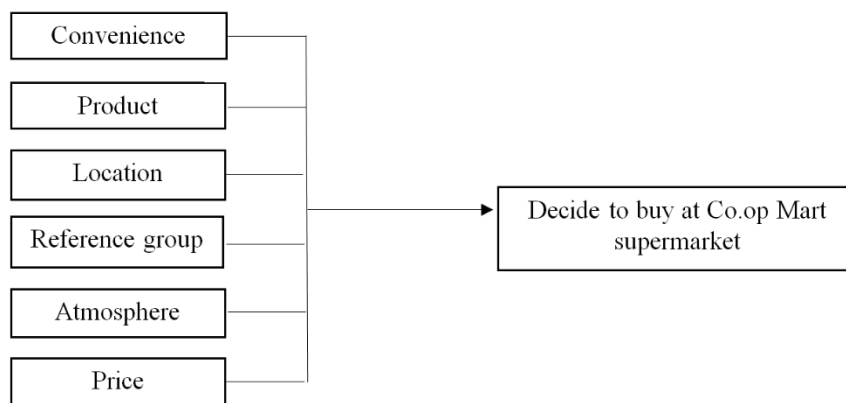 Convenience
Product
Location
Reference group
Atmosphere
Price
Decide to buy at Co.op Mart
supermarket